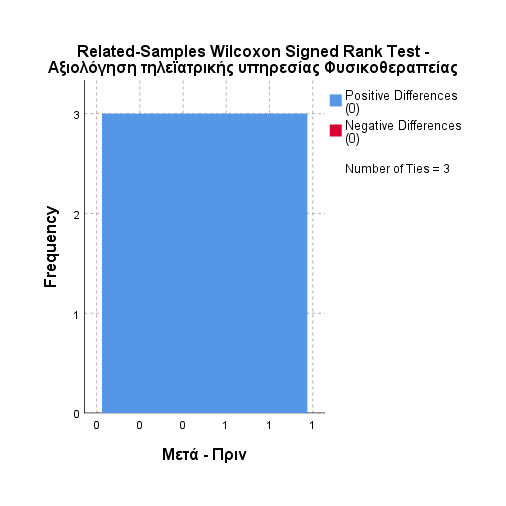 Related-Samples Wilcoxon Signed Rank Test -
Αξιολόγηση τηλεϊατρικής υπηρεσίας Φυσικοθεραπείας
Positive Differences
(0)
Negative Differences
(0)
Number of Ties = 3
Frequency
3
2
1
0
0 0 0 1 1 1
Μετά - Πριν